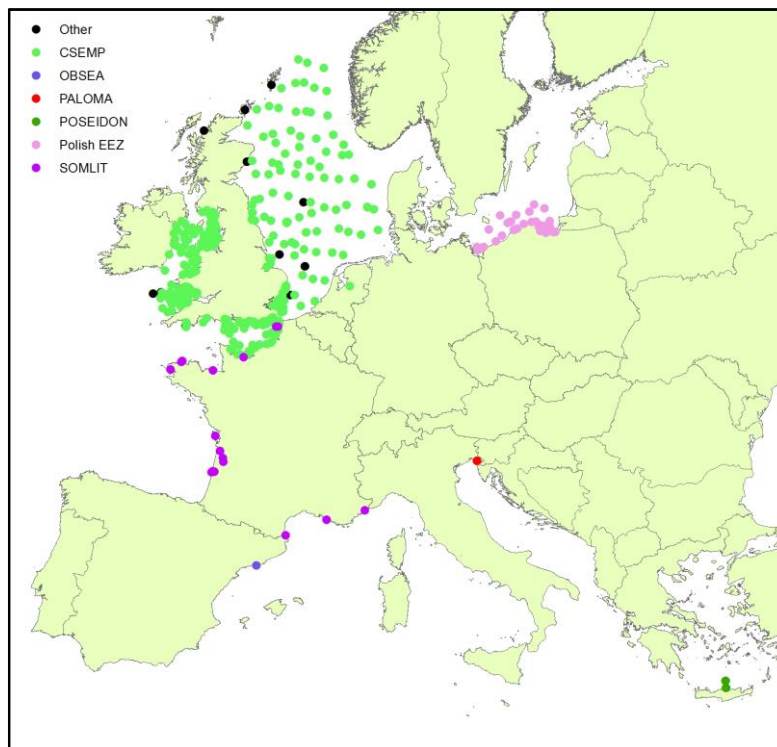 Other
CSEMP
OBSEA
PALOMA
POSEIDON
Polish EEZ
SOMLIT